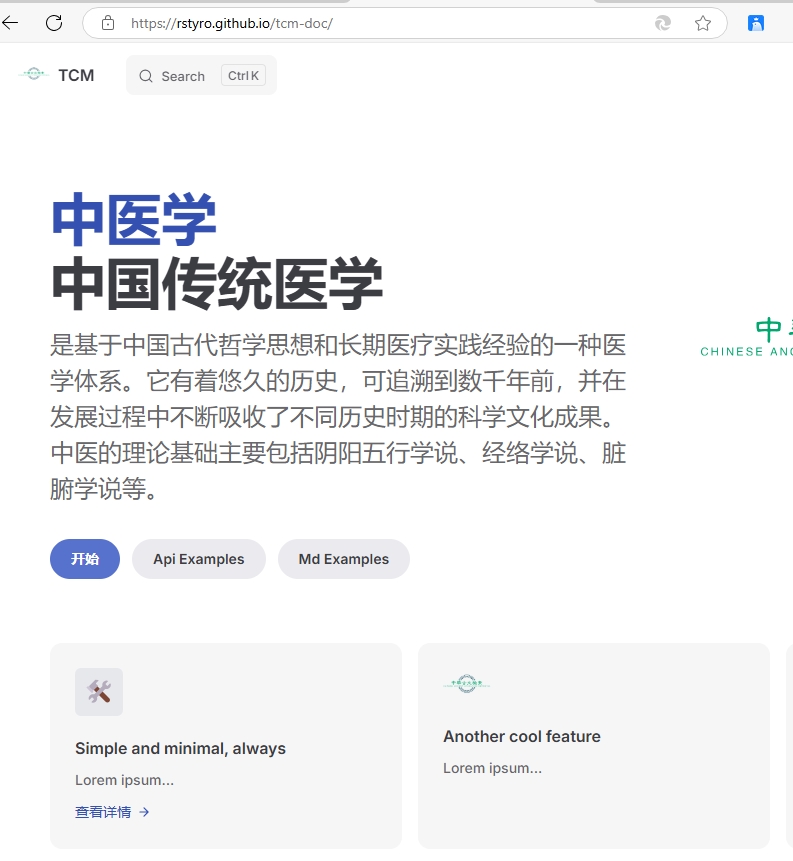 https://rstyro.github.io/tcm-doc/
TCM
Search
Ctrl K
中医学
中国传统医学
是基于中国古代哲学思想和长期医疗实践经验的一种医
学体系。它有着悠久的历史，可追溯到数千年前，并在
发展过程中不断吸收了不同历史时期的科学文化成果。
中医的理论基础主要包括阴阳五行学说、经络学说、脏
腑学说等。
中
CHINESE
开始
Api Examples
Md Examples
Simple and minimal, always
Lorem ipsum...
查看详情
Another cool feature
Lorem ipsum...